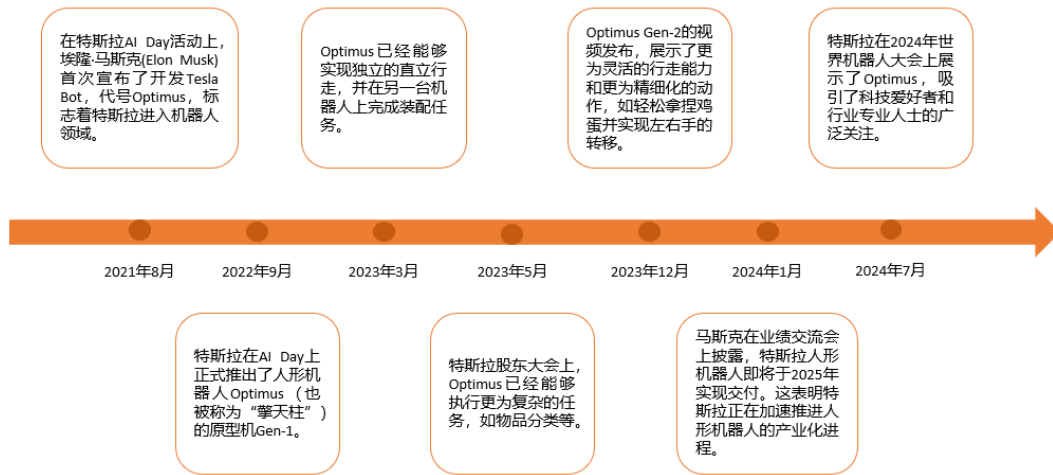 在特斯拉AI Day活动上，
埃隆·马斯克(Elon Musk)
首次宣布了开发Tesla
Bot，代号Optimus，标
志着特斯拉进入机器人
领域。
Optimus已经能够
实现独立的直立行
走，并在另一台机
器人上完成装配任
务。
Optimus Gen-2的视
频发布，展示了更
为灵活的行走能力
和更为精细化的动
作，如轻松拿捏鸡
蛋并实现左右手的
转移。
特斯拉在2024年世
界机器人大会上展
示了Optimus，吸
引了科技爱好者和
行业专业人士的广
泛关注。
2021年8月
2022年9月
2023年3月
2023年5月
2023年12月
2024年1月
2024年7月
特斯拉在AI Day上
正式推出了人形机
器人Optimus（也
被称为“擎天柱”）
的原型机Gen-1。
特斯拉股东大会上，
Optimus已经能够
执行更为复杂的任
务，如物品分类等。
马斯克在业绩交流会
上披露，特斯拉人形
机器人即将于2025年
实现交付。这表明特
斯拉正在加速推进人
形机器人的产业化进
程。